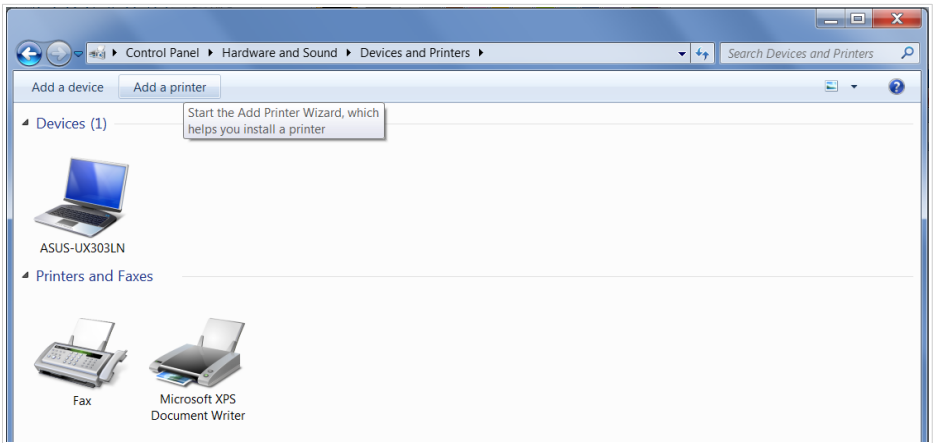 Control Panel ▸ Hardware and Sound ▸ Devices and Printers ▸
Search Devices and Printers
Add a device
Add a printer
Start the Add Printer Wizard, which
helps you install a printer
Devices (1)
ASUS-UX303LN
Printers and Faxes
Fax
Microsoft XPS
Document Writer